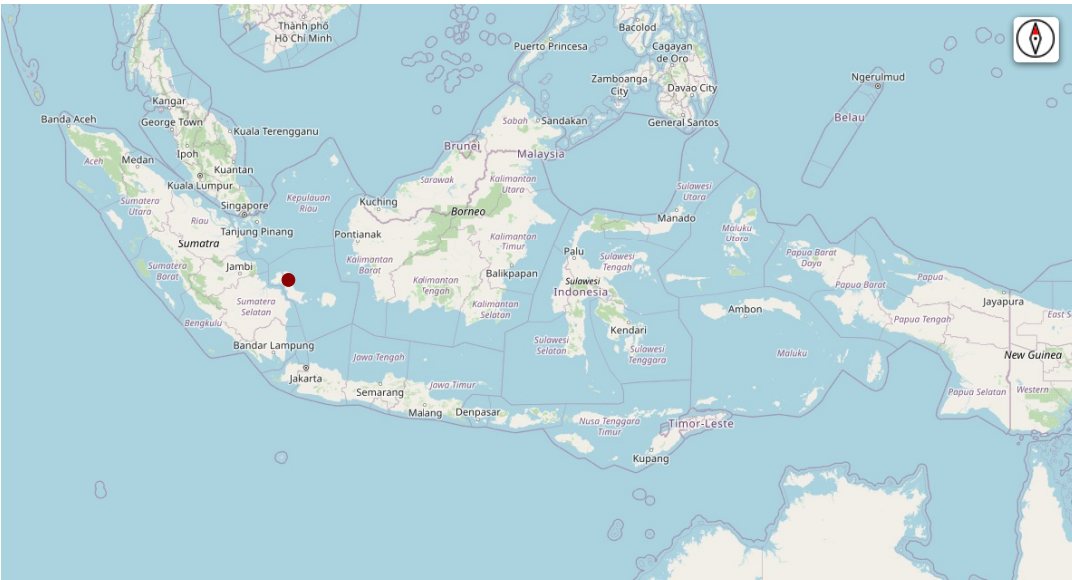 Thành phố
Hồ Chí Minh
Bacolod
Puerto Princesa
Cagayan
de Oro
Zamboanga
City
Davao City
Ngerulmud
Kangar
Banda Aceh
George Town
Kuala Terengganu
Sabah
Sandakan
General Santos
Belau
Brunei
Malaysia
Ipoh
Aceh
Medan
Kuantan
Kuala Lumpur
Sarawak
Kalimantan
Utara
Sulawesi
Utara
Sumatera
Utara
Kepulauan
Riau
Kuching
Singapore
Borneo
Manado
Riau
Tanjung Pinang
Pontianak
Maluku
Utara
Sumatra
Kalimantan
Timur
Palu
Papua Barat
Daya
Sumatera
Barat
Jambi
Kalimantan
Barat
Sulawesi
Tengah
Balikpapan
Papua
Kalimantan
Tengah
Sulawesi
Indonesia
Papua Barat
Sumatera
Selatan
Kalimantan
Selatan
Jayapura
Ambon
East S
Papua Tengah
Bengkulu
Kendari
Bandar Lampung
Sulawesi
Selatan
Sulawesi
Tenggara
Maluku
New Guinea
Jawa Tengah
Jakarta
Jawa Timur
Semarang
Papua Selatan
Western
Malang
Denpasar
Nusa Tenggara
Timur
Timor-Leste
Kupang